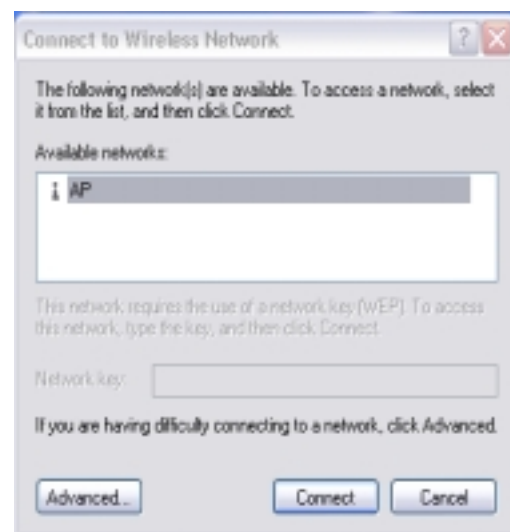 Connect to Wireless Network
The following network(s) are available. To access a network, select
it from the list, and then click Connect.
Available networks:
AP
This network requires the use of a network key (WEP). To access
this network, type the key, and then click Connect.
Network key:
If you are having difficulty connecting to a network, click Advanced.
Advanced... Connect Cancel